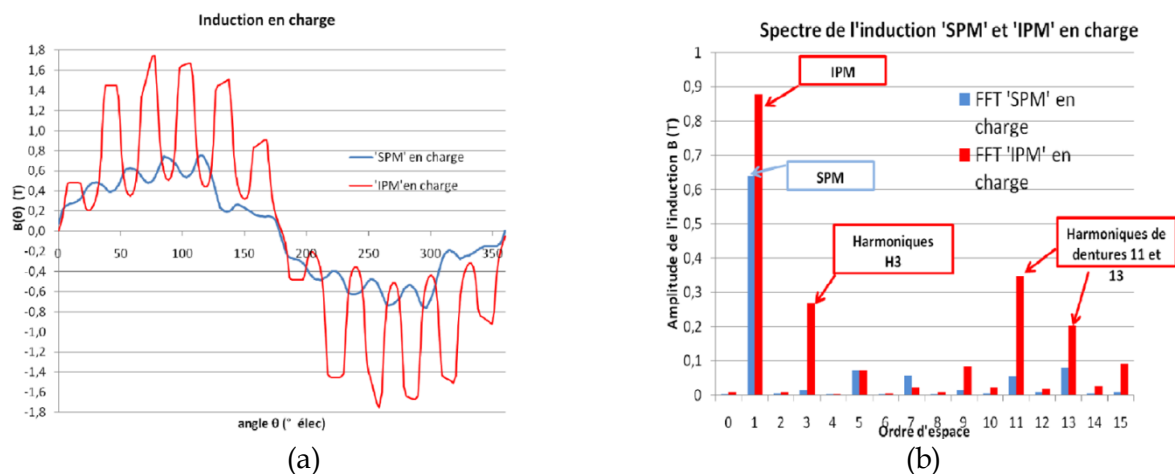 Induction en charge
1,8
1,6
1,4
1,2
1,0
0,8
0,6
0,4
0,2
0,0
-0,2
-0,4
-0,6
-0,8
-1,0
-1,2
-1,4
-1,6
-1,8
B(θ) (T)
0 50 100 150 200 250 300 350
angle θ (° élec)
'SPM' en charge
'IPM'en charge
(a)
Spectre de l'induction 'SPM' et 'IPM' en charge
1
0,9
0,8
0,7
0,6
0,5
0,4
0,3
0,2
0,1
0
Amplitude de l'induction B (T)
IPM
SPM
FFT 'SPM' en
charge
FFT 'IPM' en
charge
Harmoniques
H3
Harmoniques de
dentures 11 et
13
0 1 2 3 4 5 6 7 8 9 10 11 12 13 14 15
Ordre d'espace
(b)